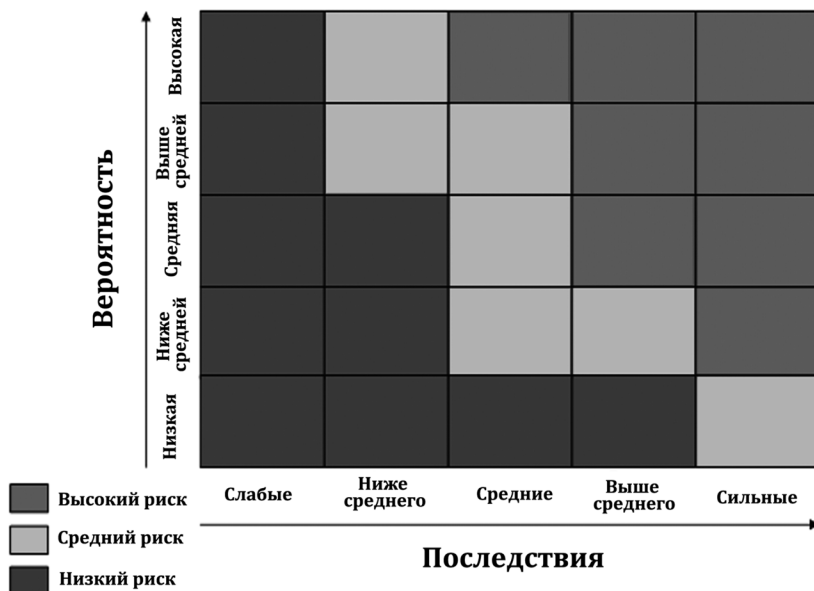 Вероятность
Высокая
Выше
средней
Средняя
Ниже
средней
Низкая
Слабые
Ниже
среднего
Средние
Выше
среднего
Сильные
Последствия
Высокий риск
Средний риск
Низкий риск